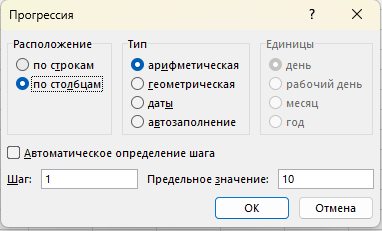 Прогрессия ? ×
Расположение Тип Единицы
по строкам арифметическая день
по столбцам геометрическая рабочий день
даты месяц
автозаполнение год
Автоматическое определение шага
Шаг: 1 Предельное значение: 10
ОК Отмена